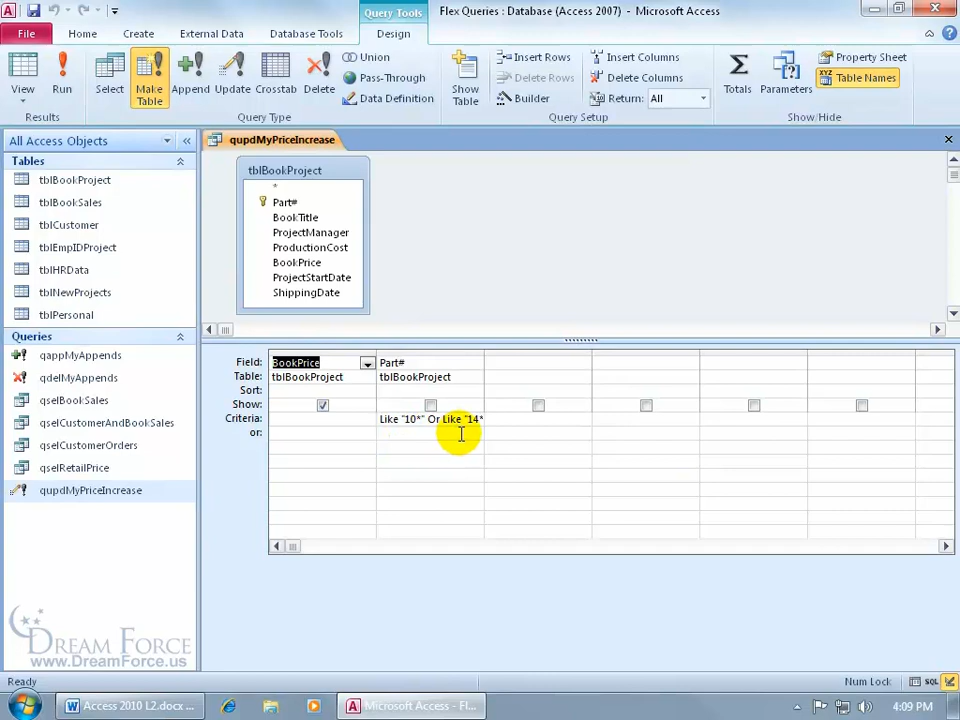 Query Tools
Flex Queries : Database (Access 2007) - Microsoft Access
File
Home
Create
External Data
Database Tools
Design
View
Run
Results
Select
Make Table
Append
Update
Crosstab
Delete
Union
Pass-Through
Data Definition
Query Type
Show Table
Insert Rows
Delete Rows
Builder
Insert Columns
Delete Columns
Return: All
Query Setup
Totals
Parameters
Property Sheet
XYZ Table Names
Show/Hide
All Access Objects
Tables
tblBookProject
tblBookSales
tblCustomer
tblEmpIDProject
tblHRData
tblNewProjects
tblPersonal
Queries
qappMyAppends
qdelMyAppends
qselBookSales
qselCustomerAndBookSales
qselCustomerOrders
qselRetailPrice
qupdMyPriceIncrease
qupdMyPriceIncrease
tblBookProject
*
Part#
BookTitle
ProjectManager
ProductionCost
BookPrice
ProjectStartDate
ShippingDate
Field: BookPrice Part#
Table: tblBookProject tblBookProject
Sort:
Show:
Criteria: Like "10*" Or Like "14*
or:
DREAM FORCE
www.DreamForce.us
Ready
Num Lock
SQL
Access 2010 L2.docx ...
Microsoft Access - Fl...
4:09 PM